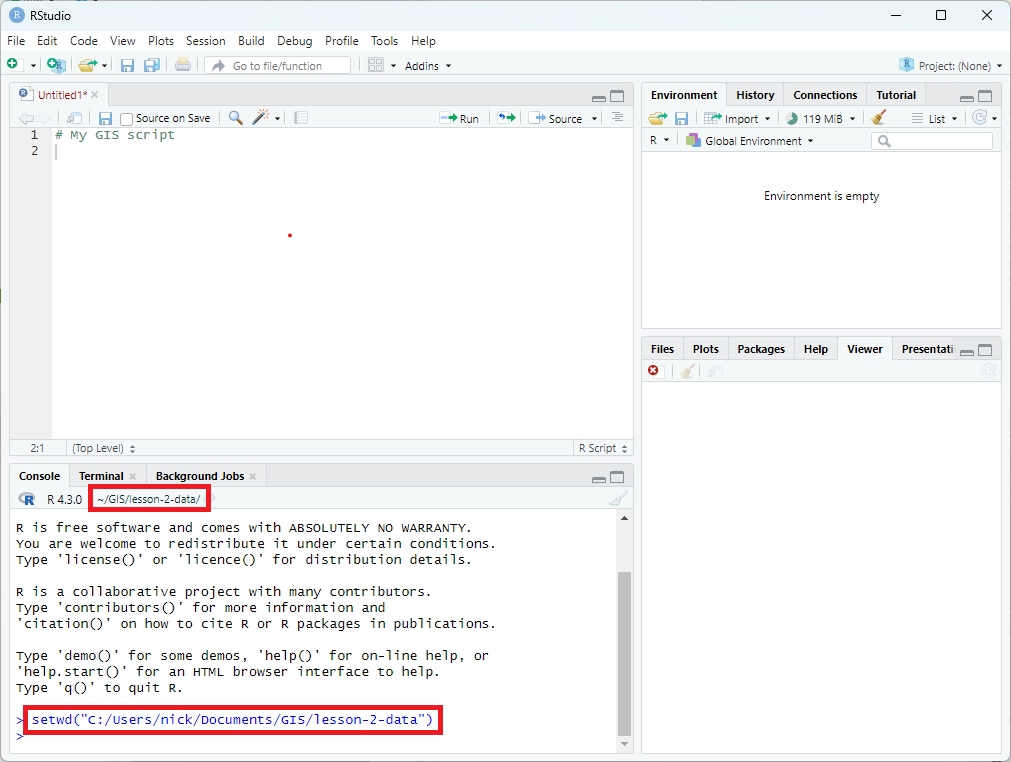 RStudio
File Edit Code View Plots Session Build Debug Profile Tools Help
Go to file/function Addins Project: (None)
Untitled1*
Source on Save Run Source
1 # My GIS script
2
2:1 (Top Level) R Script
Console Terminal Background Jobs
R 4.3.0 ~/GIS/lesson-2-data/
R is free software and comes with ABSOLUTELY NO WARRANTY.
You are welcome to redistribute it under certain conditions.
Type 'license()' or 'licence()' for distribution details.
R is a collaborative project with many contributors.
Type 'contributors()' for more information and
'citation()' on how to cite R or R packages in publications.
Type 'demo()' for some demos, 'help()' for on-line help, or
'help.start()' for an HTML browser interface to help.
Type 'q()' to quit R.
> setwd("C:/Users/nick/Documents/GIS/lesson-2-data")
>
Environment History Connections Tutorial
Import 119 MiB List
R Global Environment
Environment is empty
Files Plots Packages Help Viewer Presentati